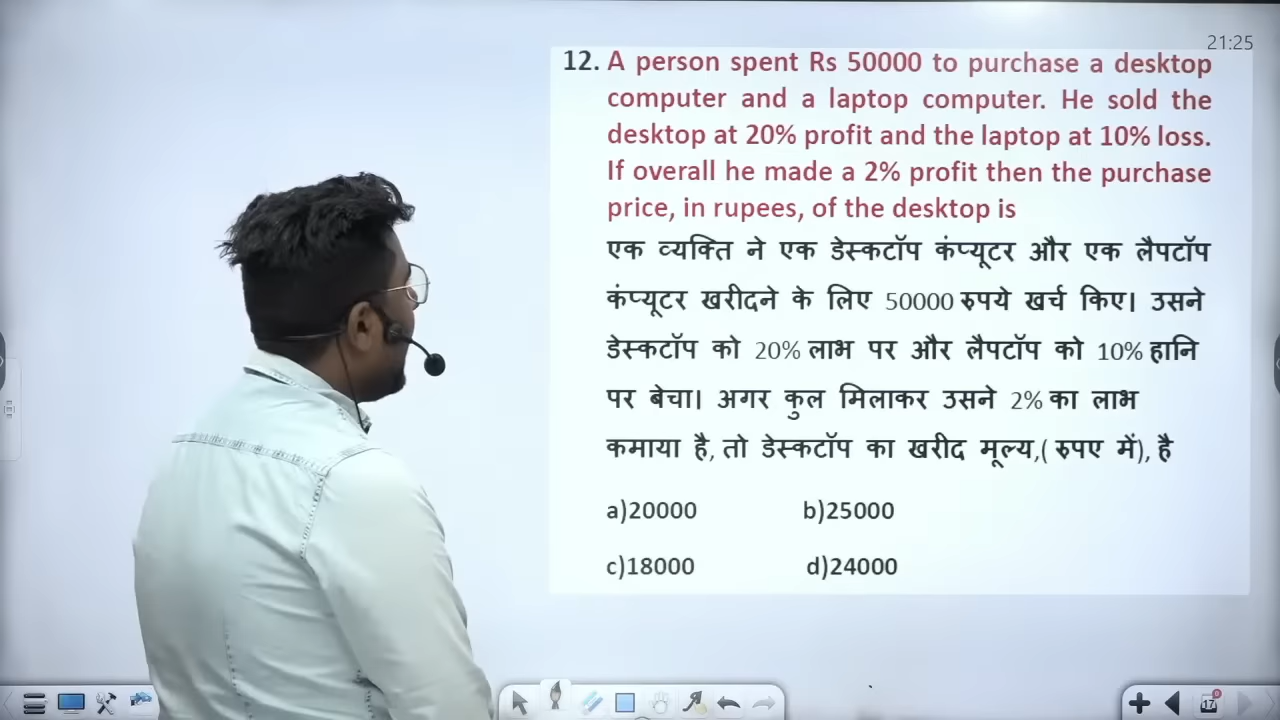 21:25
12. A person spent Rs 50000 to purchase a desktop
computer and a laptop computer. He sold the
desktop at 20% profit and the laptop at 10% loss.
If overall he made a 2% profit then the purchase
price, in rupees, of the desktop is
एक व्यक्ति ने एक डेस्कटॉप कंप्यूटर और एक लैपटॉप
कंप्यूटर खरीदने के लिए 50000 रुपये खर्च किए। उसने
डेस्कटॉप को 20% लाभ पर और लैपटॉप को 10% हानि
पर बेचा। अगर कुल मिलाकर उसने 2% का लाभ
कमाया है, तो डेस्कटॉप का खरीद मूल्य,( रुपए में), है
a)20000 b)25000
c)18000 d)24000
17